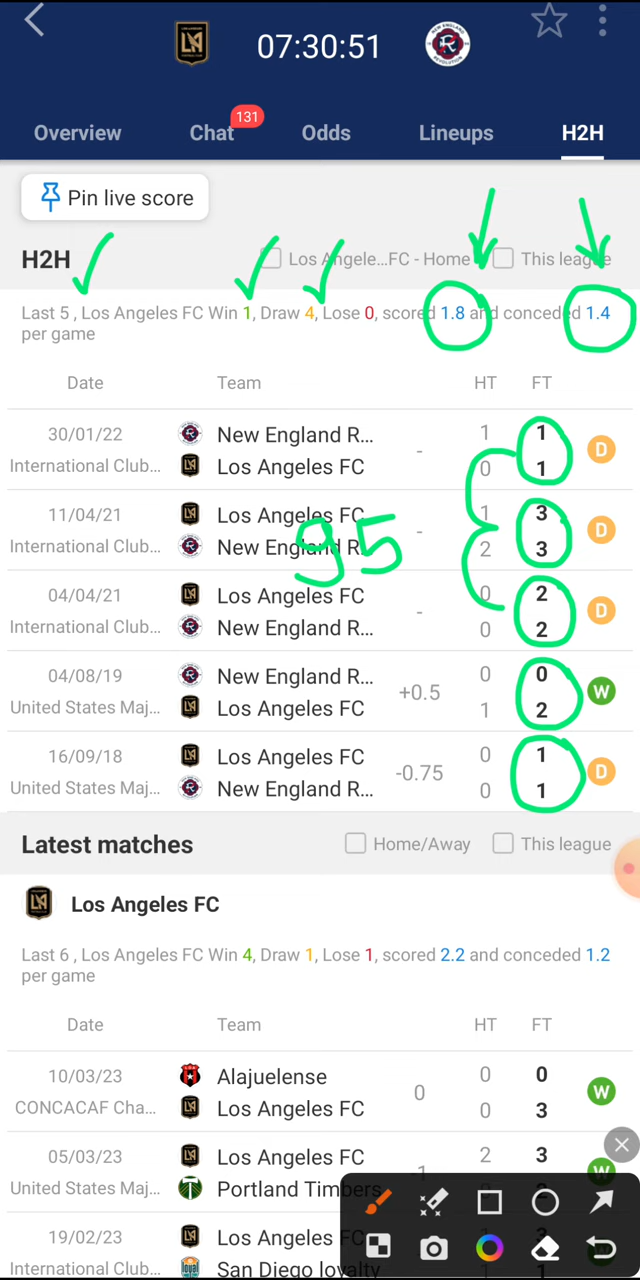 07:30:51
Overview
Chat
131
Odds
Lineups
H2H
Pin live score
H2H
Los Angele...FC - Home
This league
Last 5 , Los Angeles FC Win 1, Draw 4, Lose 0, scored 1.8 and conceded 1.4
per game
Date Team HT FT
30/01/22 New England R... 1 1
International Club... Los Angeles FC - 0 1 D
11/04/21 Los Angeles FC 1 3
International Club... New England R... - 2 3 D
95
04/04/21 Los Angeles FC 0 2
International Club... New England R... - 0 2 D
04/08/19 New England R... +0.5 0 0
United States Maj... Los Angeles FC 1 2 W
16/09/18 Los Angeles FC -0.75 0 1
United States Maj... New England R... 0 1 D
Latest matches
Home/Away
This league
Los Angeles FC
Last 6 , Los Angeles FC Win 4, Draw 1, Lose 1, scored 2.2 and conceded 1.2
per game
Date Team HT FT
10/03/23 Alajuelense 0 0 0
CONCACAF Cha... Los Angeles FC 0 3 W
05/03/23 Los Angeles FC 2 3
United States Maj... Portland Timbers -1 W
19/02/23 Los Angeles FC
International Club... San Diego loyalty